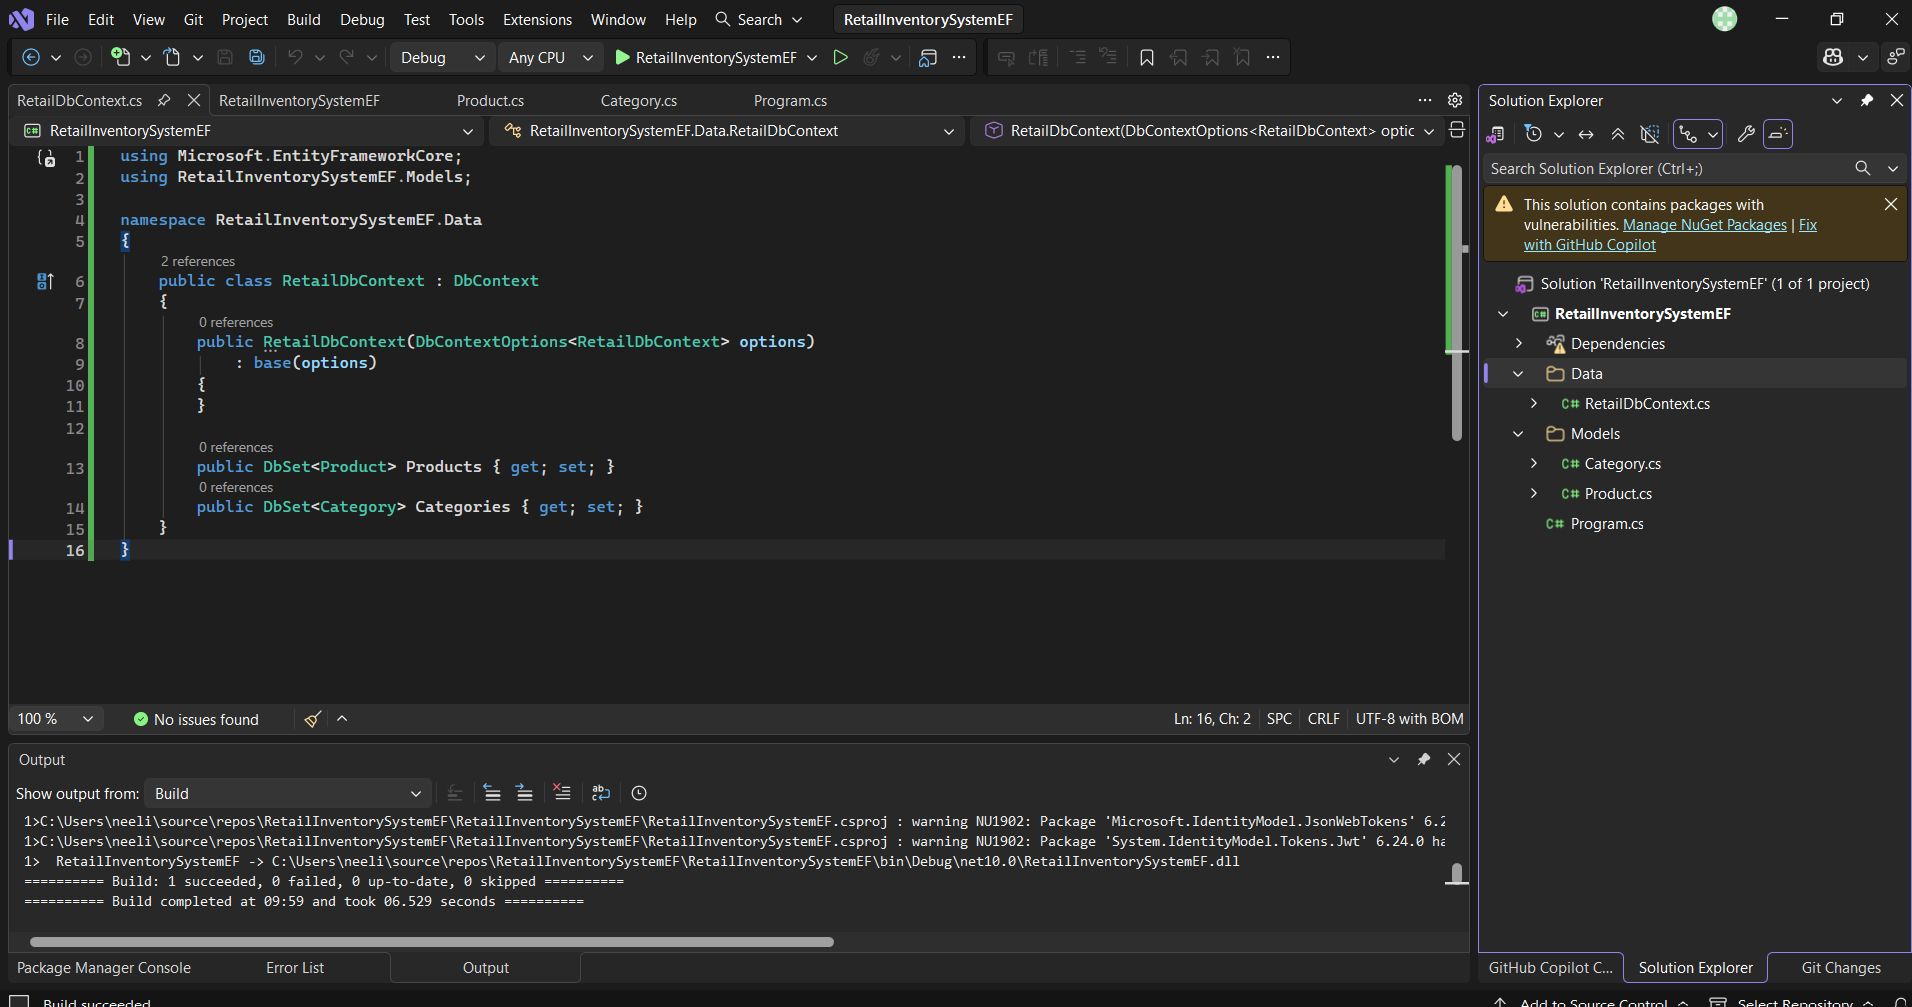 File Edit View Git Project Build Debug Test Tools Extensions Window Help Search RetailInventorySystemEF
Debug Any CPU RetailInventorySystemEF
RetailDbContext.cs RetailInventorySystemEF Product.cs Category.cs Program.cs
RetailInventorySystemEF RetailInventorySystemEF.Data.RetailDbContext RetailDbContext(DbContextOptions<RetailDbContext> optic
1 using Microsoft.EntityFrameworkCore;
2 using RetailInventorySystemEF.Models;
3
4 namespace RetailInventorySystemEF.Data
5 {
2 references
6 public class RetailDbContext : DbContext
7 {
0 references
8 public RetailDbContext(DbContextOptions<RetailDbContext> options)
9 : base(options)
10 {
11 }
12
0 references
13 public DbSet<Product> Products { get; set; }
0 references
14 public DbSet<Category> Categories { get; set; }
15 }
16 }
100 % No issues found Ln: 16, Ch: 2 SPC CRLF UTF-8 with BOM
Output
Show output from: Build
1>C:\Users\neeli\source\repos\RetailInventorySystemEF\RetailInventorySystemEF\RetailInventorySystemEF.csproj : warning NU1902: Package 'Microsoft.IdentityModel.JsonWebTokens' 6.2
1>C:\Users\neeli\source\repos\RetailInventorySystemEF\RetailInventorySystemEF\RetailInventorySystemEF.csproj : warning NU1902: Package 'System.IdentityModel.Tokens.Jwt' 6.24.0 ha
1> RetailInventorySystemEF -> C:\Users\neeli\source\repos\RetailInventorySystemEF\RetailInventorySystemEF\bin\Debug\net10.0\RetailInventorySystemEF.dll
========== Build: 1 succeeded, 0 failed, 0 up-to-date, 0 skipped ==========
========== Build completed at 09:59 and took 06.529 seconds ==========
Package Manager Console Error List Output
Solution Explorer
Search Solution Explorer (Ctrl+;)
This solution contains packages with
vulnerabilities. Manage NuGet Packages | Fix
with GitHub Copilot
Solution 'RetailInventorySystemEF' (1 of 1 project)
RetailInventorySystemEF
Dependencies
Data
C# RetailDbContext.cs
Models
C# Category.cs
C# Product.cs
C# Program.cs
GitHub Copilot C... Solution Explorer Git Changes
Build succeeded Add to Source Control Select Repository